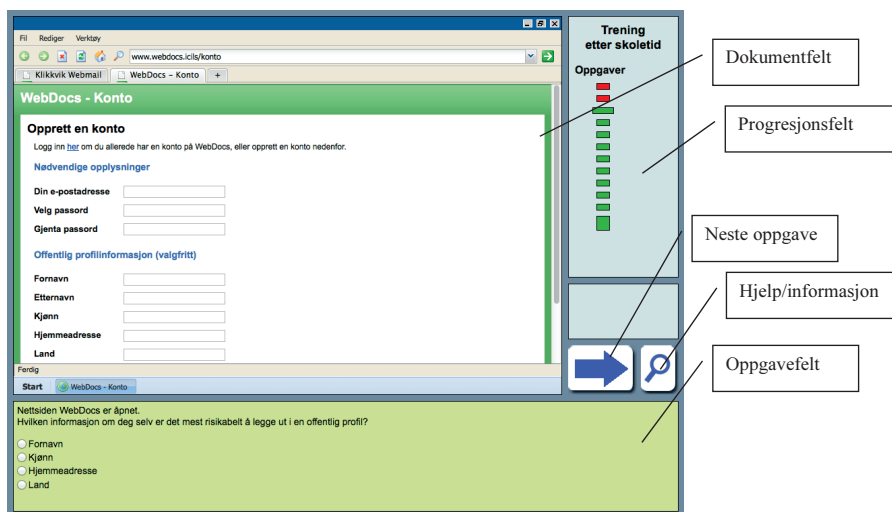 Fil Rediger Verktøy
www.webdocs.icils/konto
Klikkvik Webmail
WebDocs – Konto
+
WebDocs - Konto
Opprett en konto
Logg inn her om du allerede har en konto på WebDocs, eller opprett en konto nedenfor.
Nødvendige opplysninger
Din e-postadresse
Velg passord
Gjenta passord
Offentlig profilinformasjon (valgfritt)
Fornavn
Etternavn
Kjønn
Hjemmeadresse
Land
Ferdig
Start
WebDocs - Konto
Trening
etter skoletid
Oppgaver
Dokumentfelt
Progresjonsfelt
Neste oppgave
Hjelp/informasjon
Oppgavefelt
Nettsiden WebDocs er åpnet.
Hvilken informasjon om deg selv er det mest risikabelt å legge ut i en offentlig profil?
Fornavn
Kjønn
Hjemmeadresse
Land